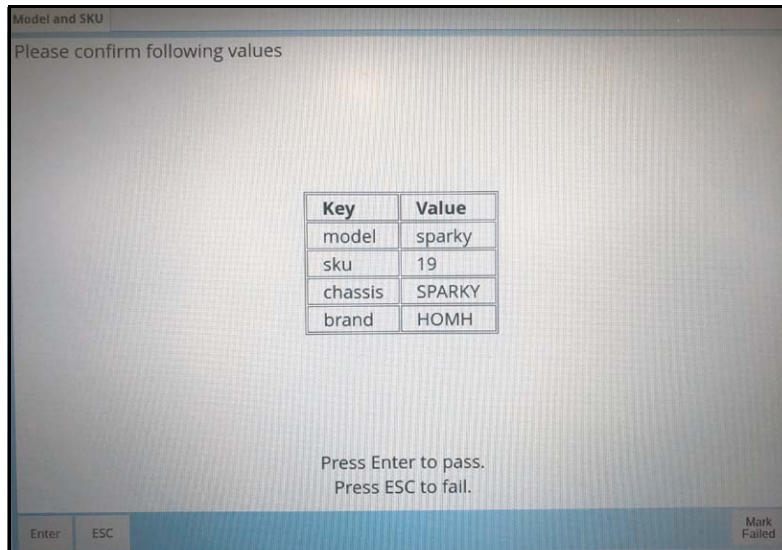 Model and SKU
Please confirm following values
Key Value
model sparky
sku 19
chassis SPARKY
brand HOMH
Press Enter to pass.
Press ESC to fail.
Enter ESC
Mark
Failed